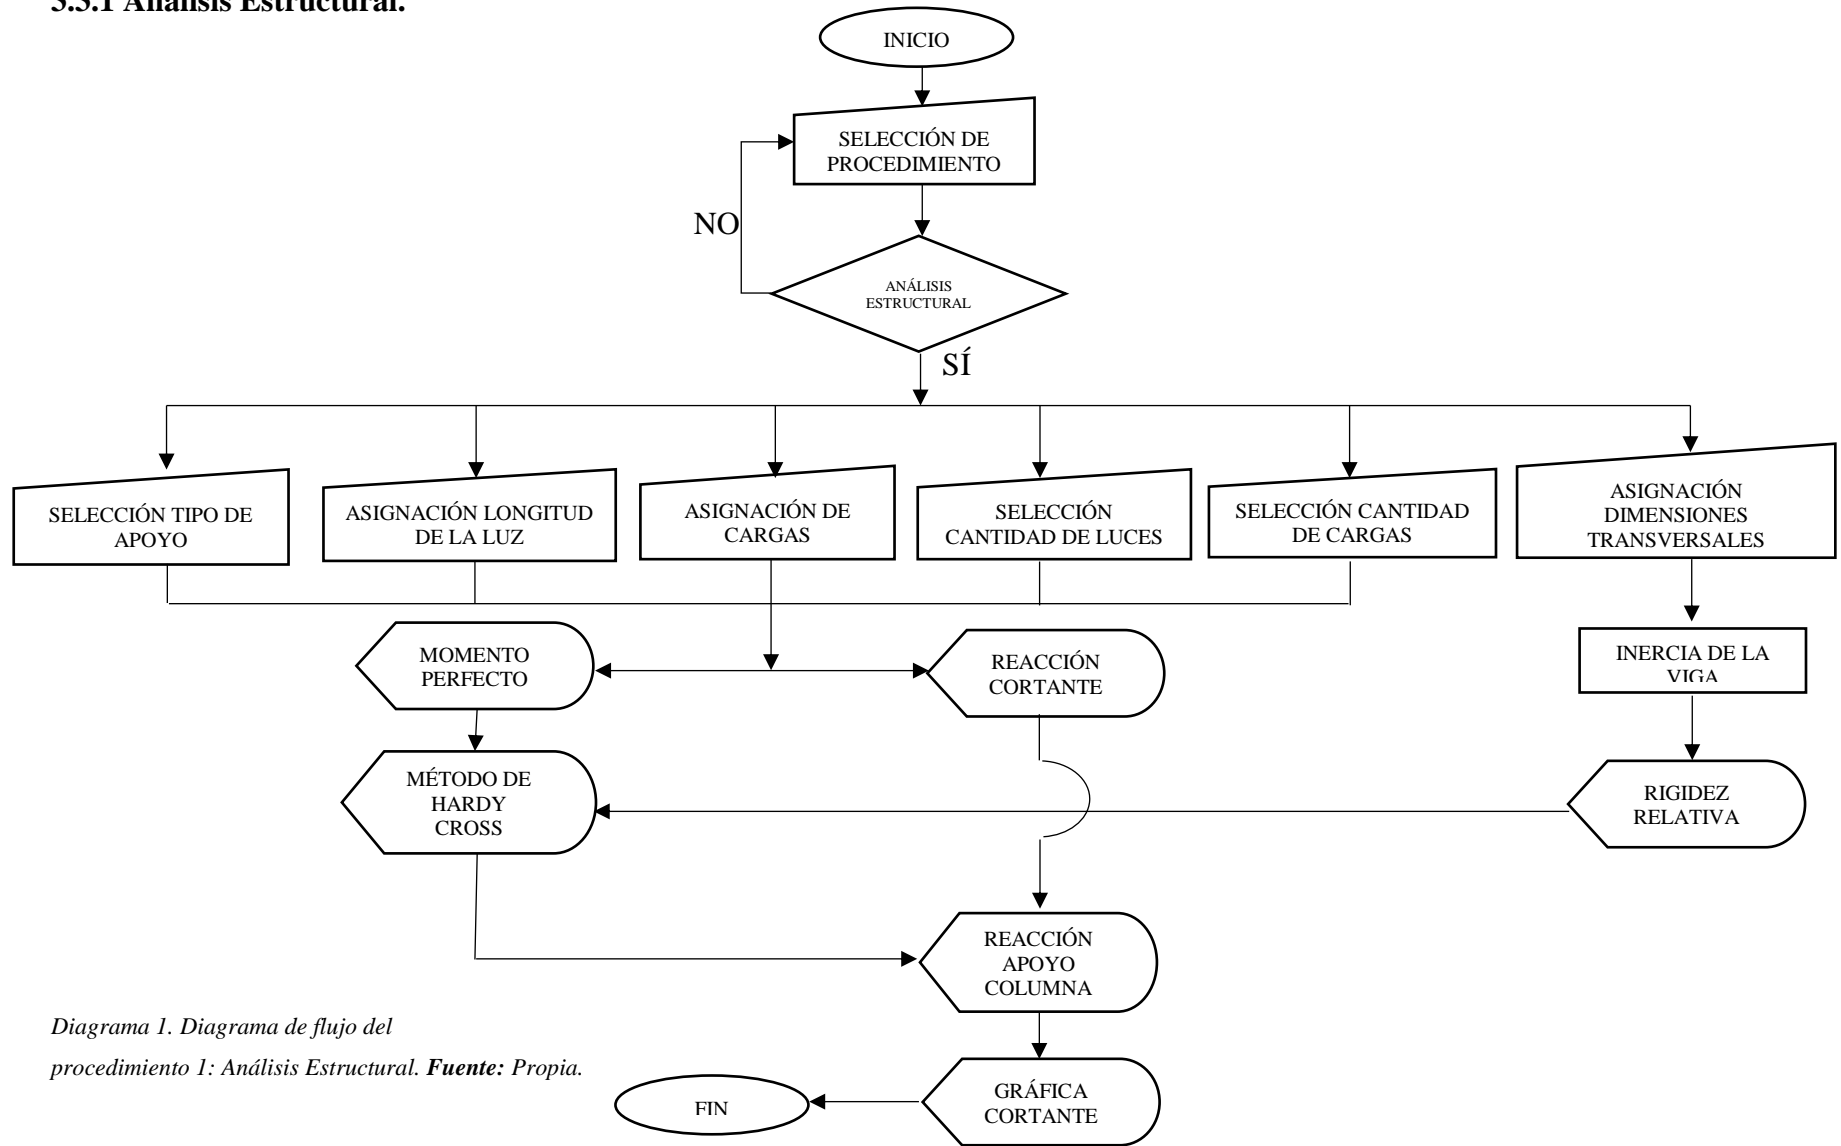 3.3.1 Análisis Estructural.
INICIO
SELECCIÓN DE
PROCEDIMIENTO
NO
ANÁLISIS
ESTRUCTURAL
SÍ
SELECCIÓN TIPO DE
APOYO
ASIGNACIÓN LONGITUD
DE LA LUZ
ASIGNACIÓN DE
CARGAS
SELECCIÓN
CANTIDAD DE LUCES
SELECCIÓN CANTIDAD
DE CARGAS
ASIGNACIÓN
DIMENSIONES
TRANSVERSALES
MOMENTO
PERFECTO
REACCIÓN
CORTANTE
INERCIA DE LA
VIGA
MÉTODO DE
HARDY
CROSS
RIGIDEZ
RELATIVA
REACCIÓN
APOYO
COLUMNA
GRÁFICA
CORTANTE
FIN
Diagrama 1. Diagrama de flujo del
procedimiento 1: Análisis Estructural. Fuente: Propia.